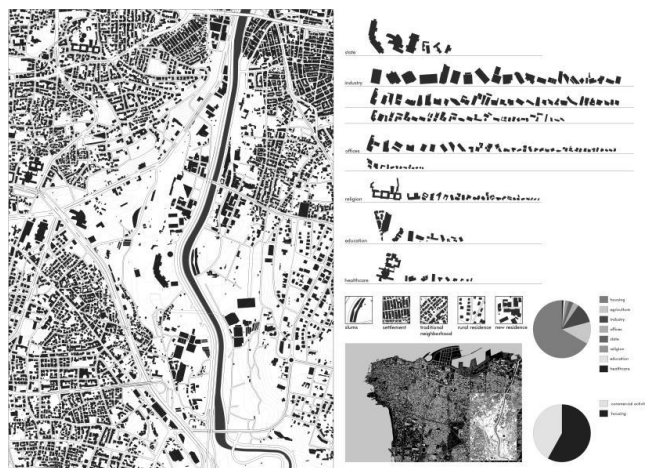 state
industry
offices
religion
education
healthcare
slums
settlement
traditional
neighborhood
rural residence
new residence
housing
agriculture
industry
offices
state
religion
education
healthcare
commercial
housing